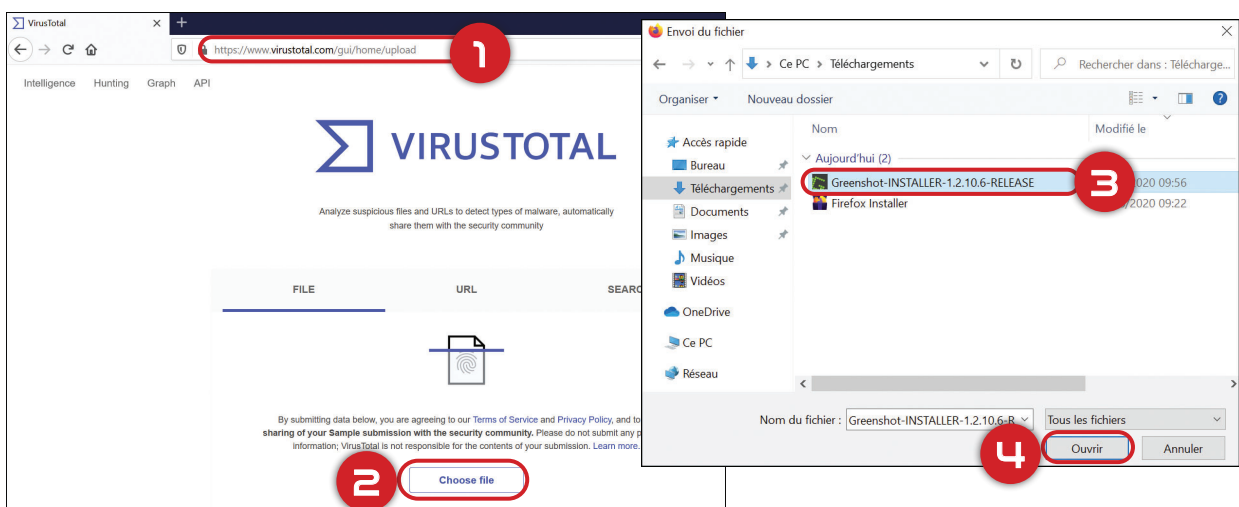 VirusTotal
https://www.virustotal.com/gui/home/upload
1
Intelligence Hunting Graph API
VIRUSTOTAL
Analyze suspicious files and URLs to detect types of malware, automatically
share them with the security community
FILE URL
By submitting data below, you are agreeing to our Terms of Service and Privacy Policy, and to
sharing of your Sample submission with the security community. Please do not submit any
information; VirusTotal is not responsible for the contents of your submission. Learn more.
2 Choose file
Envoi du fichier
Ce PC > Téléchargements
Rechercher dans : Télécharge...
Organiser Nouveau dossier
Nom Modifié le
Accès rapide
Aujourd'hui (2)
Bureau
Téléchargements
Greenshot-INSTALLER-1.2.10.6-RELEASE 3 020 09:56
Documents
Firefox Installer /2020 09:22
Images
Musique
Vidéos
OneDrive
Ce PC
Réseau
Nom du fichier : Greenshot-INSTALLER-1.2.10.6-R Tous les fichiers
4 Ouvrir Annuler